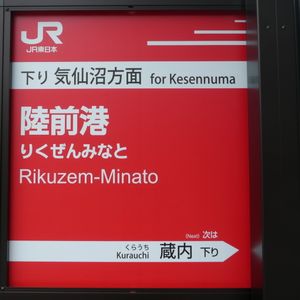 JR
JR東日本
下り 気仙沼方面 for Kesennuma
陸前港
りくぜんみなと
Rikuzem-Minato
(Next) 次は
くらうち
Kurauchi 蔵内 下り